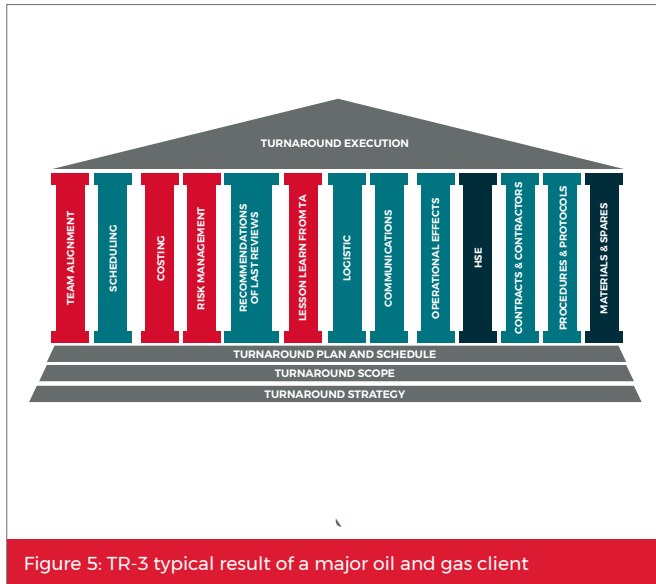 TURNAROUND EXECUTION
TEAM ALIGNMENT
SCHEDULING
COSTING
RISK MANAGEMENT
RECOMMENDATIONS
OF LAST REVIEWS
LESSON LEARN FROM TA
LOGISTIC
COMMUNICATIONS
OPERATIONAL EFFECTS
HSE
CONTRACTS & CONTRACTORS
PROCEDURES & PROTOCOLS
MATERIALS & SPARES
TURNAROUND PLAN AND SCHEDULE
TURNAROUND SCOPE
TURNAROUND STRATEGY
Figure 5: TR-3 typical result of a major oil and gas client